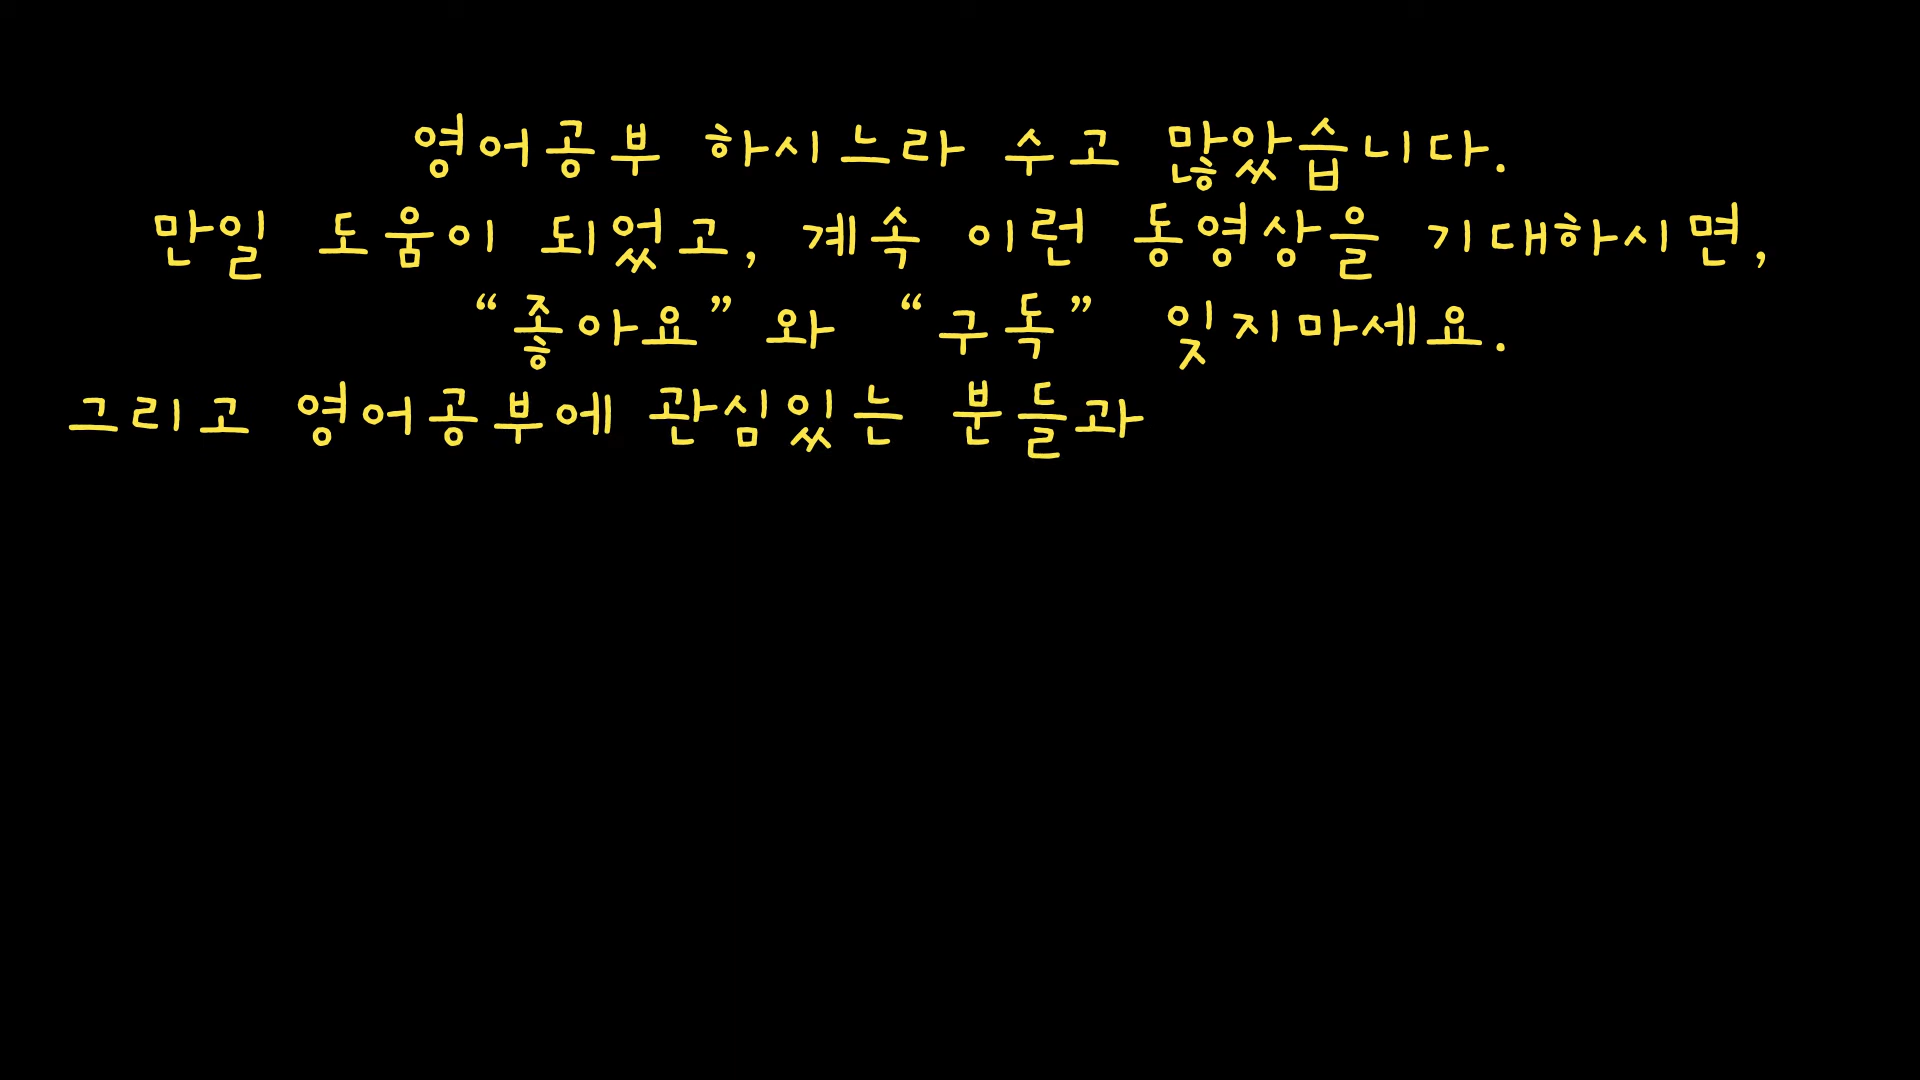 영어공부 하시느라 수고 많았습니다.
만일 도움이 되었고, 계속 이런 동영상을 기대하시면,
“좋아요”와 “구독” 잊지마세요.
그리고 영어공부에 관심있는 분들과